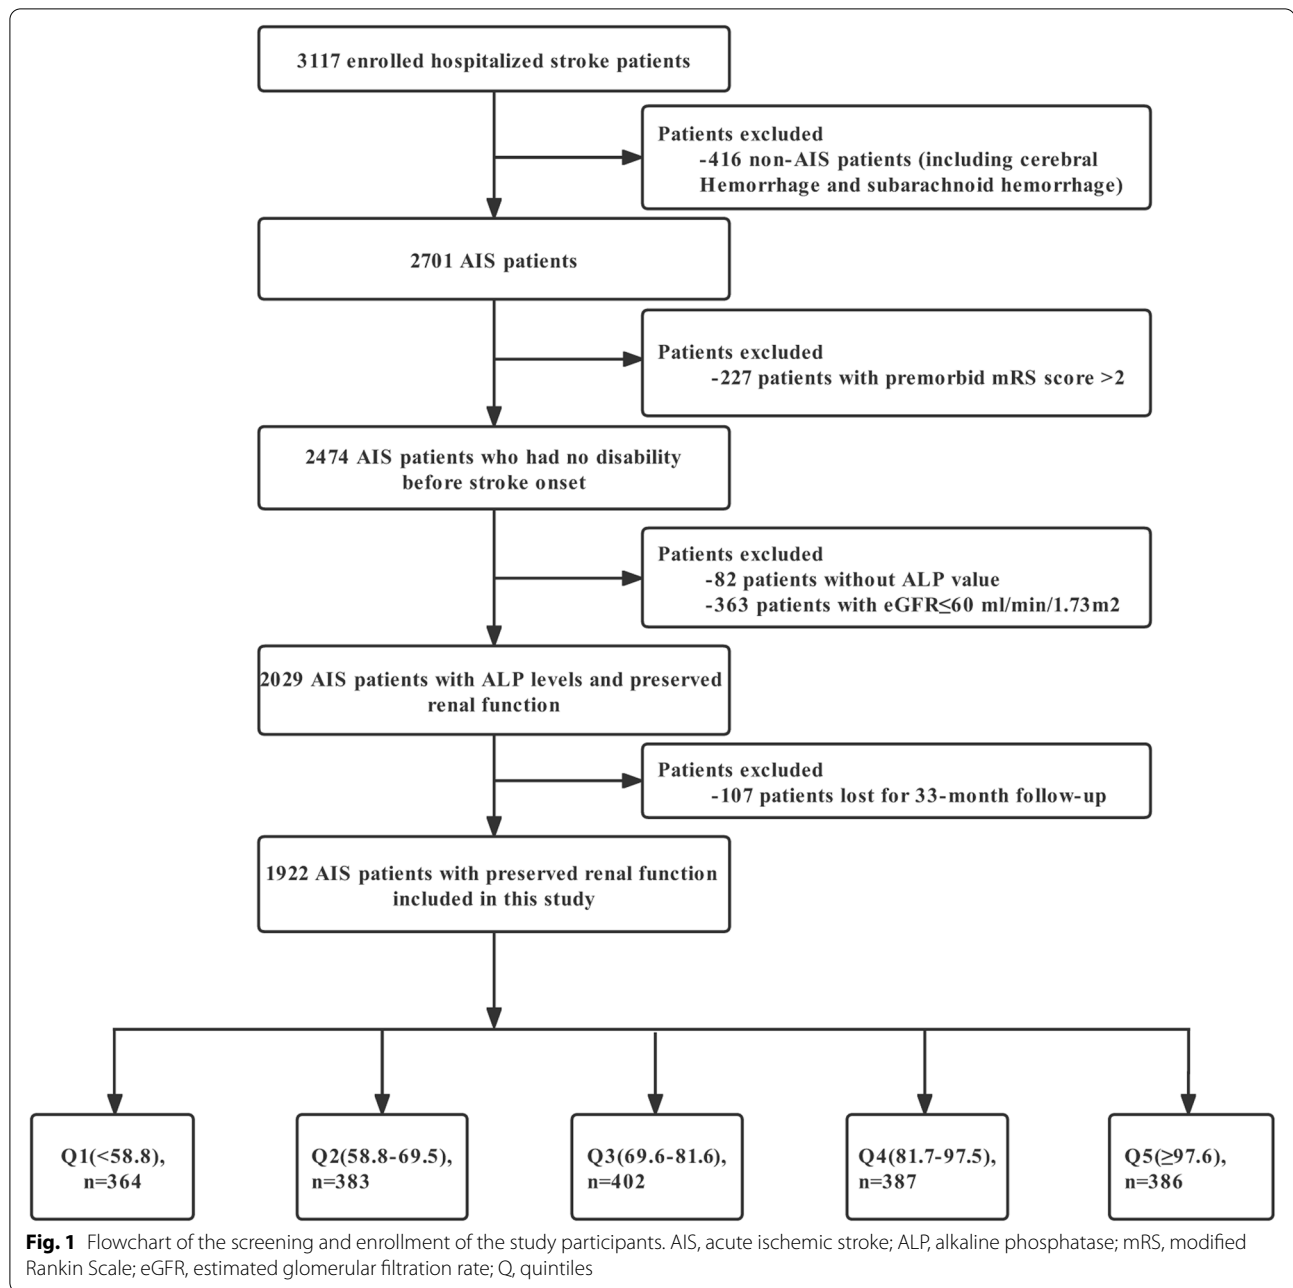 3117 enrolled hospitalized stroke patients
Patients excluded
-416 non-AIS patients (including cerebral
Hemorrhage and subarachnoid hemorrhage)
2701 AIS patients
Patients excluded
-227 patients with premorbid mRS score >2
2474 AIS patients who had no disability
before stroke onset
Patients excluded
-82 patients without ALP value
-363 patients with eGFR≤60 ml/min/1.73m2
2029 AIS patients with ALP levels and preserved
renal function
Patients excluded
-107 patients lost for 33-month follow-up
1922 AIS patients with preserved renal function
included in this study
Q1(<58.8),
n=364
Q2(58.8-69.5),
n=383
Q3(69.6-81.6),
n=402
Q4(81.7-97.5),
n=387
Q5(≥97.6),
n=386
Fig. 1 Flowchart of the screening and enrollment of the study participants. AIS, acute ischemic stroke; ALP, alkaline phosphatase; mRS, modified
Rankin Scale; eGFR, estimated glomerular filtration rate; Q, quintiles